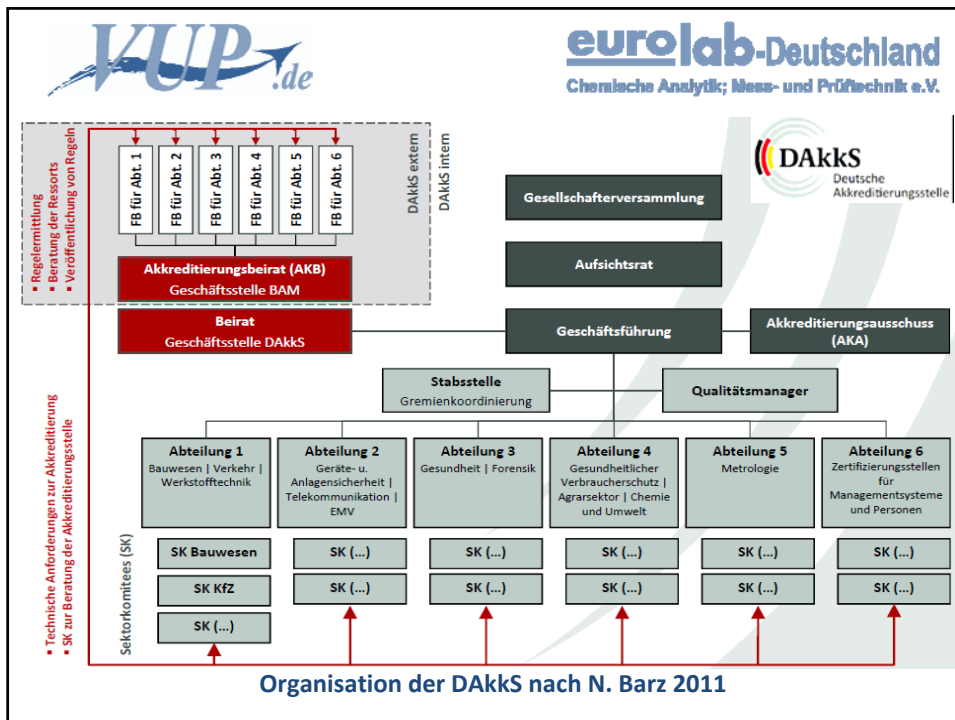 VUP.de
eurolab-Deutschland
Chemische Analytik; Mess- und Prüftechnik e.V.
▪ Regelermittlung
▪ Beratung der Ressorts
▪ Veröffentlichung von Regeln
FB für Abt. 1
FB für Abt. 2
FB für Abt. 3
FB für Abt. 4
FB für Abt. 5
FB für Abt. 6
DAkkS extern
DAkkS intern
Akkreditierungsbeirat (AKB)
Geschäftsstelle BAM
Beirat
Geschäftsstelle DAkkS
Gesellschafterversammlung
Aufsichtsrat
Geschäftsführung
DAkkS
Deutsche
Akkreditierungsstelle
Akkreditierungsausschuss
(AKA)
Stabsstelle
Gremienkoordinierung
Qualitätsmanager
▪ Technische Anforderungen zur Akkreditierung
▪ SK zur Beratung der Akkreditierungsstelle
Sektorkomitees (SK)
Abteilung 1
Bauwesen | Verkehr |
Werkstofftechnik
Abteilung 2
Geräte- u.
Anlagensicherheit |
Telekommunikation |
EMV
Abteilung 3
Gesundheit | Forensik
Abteilung 4
Gesundheitlicher
Verbraucherschutz |
Agrarsektor | Chemie
und Umwelt
Abteilung 5
Metrologie
Abteilung 6
Zertifizierungsstellen
für
Managementsysteme
und Personen
SK Bauwesen
SK (...)
SK (...)
SK (...)
SK (...)
SK (...)
SK KfZ
SK (...)
SK (...)
SK (...)
SK (...)
SK (...)
SK (...)
Organisation der DAkkS nach N. Barz 2011